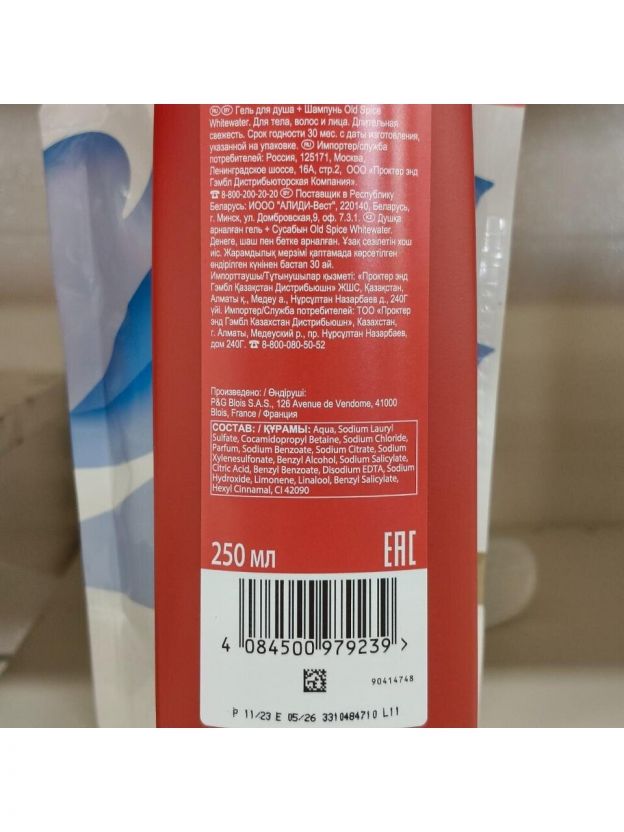 RU BY Гель для душа + Шампунь Old Spice
Whitewater. Для тела, волос и лица. Длительная
свежесть. Срок годности 30 мес. с даты изготовления,
указанной на упаковке. RU Импортер/служба
потребителей: Россия, 125171, Москва,
Ленинградское шоссе, 16А, стр.2, ООО «Проктер энд
Гэмбл Дистрибьюторская Компания».
☎ 8-800-200-20-20 BY Поставщик в Республику
Беларусь: ИООО "АЛИДИ-Вест", 220140, Беларусь,
г. Минск, ул. Домбровская,9, оф. 7.3.1. KZ Душқа
арналған гель + Сусабын Old Spice Whitewater.
Денеге, шаш пен бетке арналған. Ұзақ сезілетін хош
иіс. Жарамдылық мерзімі қаптамада көрсетілген
өндірілген күнінен бастап 30 ай.
Импорттаушы/Тұтынушылар қызметі: «Проктер энд
Гэмбл Қазақстан Дистрибьюшн» ЖШС, Қазақстан,
Алматы қ., Медеу а., Нұрсұлтан Назарбаев д., 240Г
үйі. Импортер/Служба потребителей: ТОО «Проктер
энд Гэмбл Казахстан Дистрибьюшн», Казахстан,
г. Алматы, Медеуский р., пр. Нұрсұлтан Назарбаев,
дом 240Г. ☎ 8-800-080-50-52
Произведено: / Өндіруші:
P&G Blois S.A.S., 126 Avenue de Vendome, 41000
Blois, France / Франция
СОСТАВ: / ҚҰРАМЫ: Aqua, Sodium Lauryl
Sulfate, Cocamidopropyl Betaine, Sodium Chloride,
Parfum, Sodium Benzoate, Sodium Citrate, Sodium
Xylenesulfonate, Benzyl Alcohol, Sodium Salicylate,
Citric Acid, Benzyl Benzoate, Disodium EDTA, Sodium
Hydroxide, Limonene, Linalool, Benzyl Salicylate,
Hexyl Cinnamal, CI 42090
250 мл EAC
4 084500 979239 >
90414748
P 11/23 E 05/26 3310484710 L11